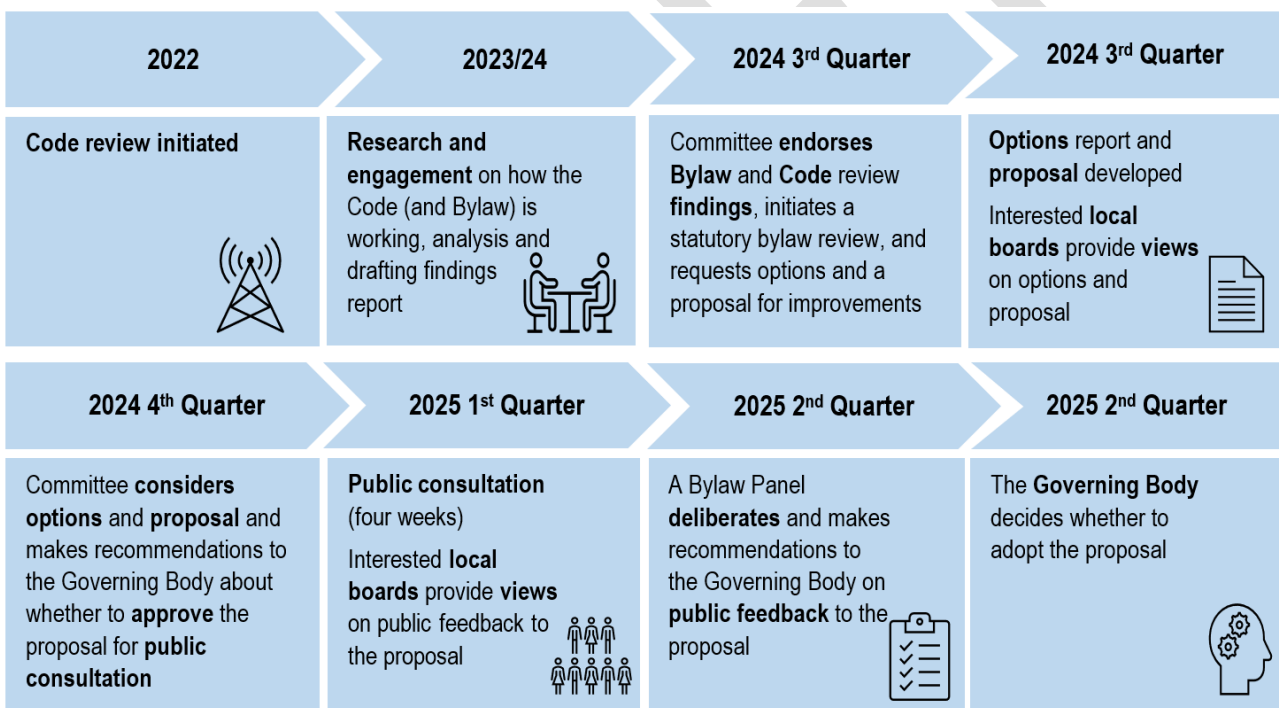 2022
Code review initiated
2023/24
Research and
engagement on how the
Code (and Bylaw) is
working, analysis and
drafting findings
report
2024 3rd Quarter
Committee endorses
Bylaw and Code review
findings, initiates a
statutory bylaw review, and
requests options and a
proposal for improvements
2024 3rd Quarter
Options report and
proposal developed
Interested local
boards provide views
on options and
proposal
2024 4th Quarter
Committee considers
options and proposal and
makes recommendations to
the Governing Body about
whether to approve the
proposal for public
consultation
2025 1st Quarter
Public consultation
(four weeks)
Interested local
boards provide views
on public feedback to
the proposal
2025 2nd Quarter
A Bylaw Panel
deliberates and makes
recommendations to
the Governing Body on
public feedback to the
proposal
2025 2nd Quarter
The Governing Body
decides whether to
adopt the proposal